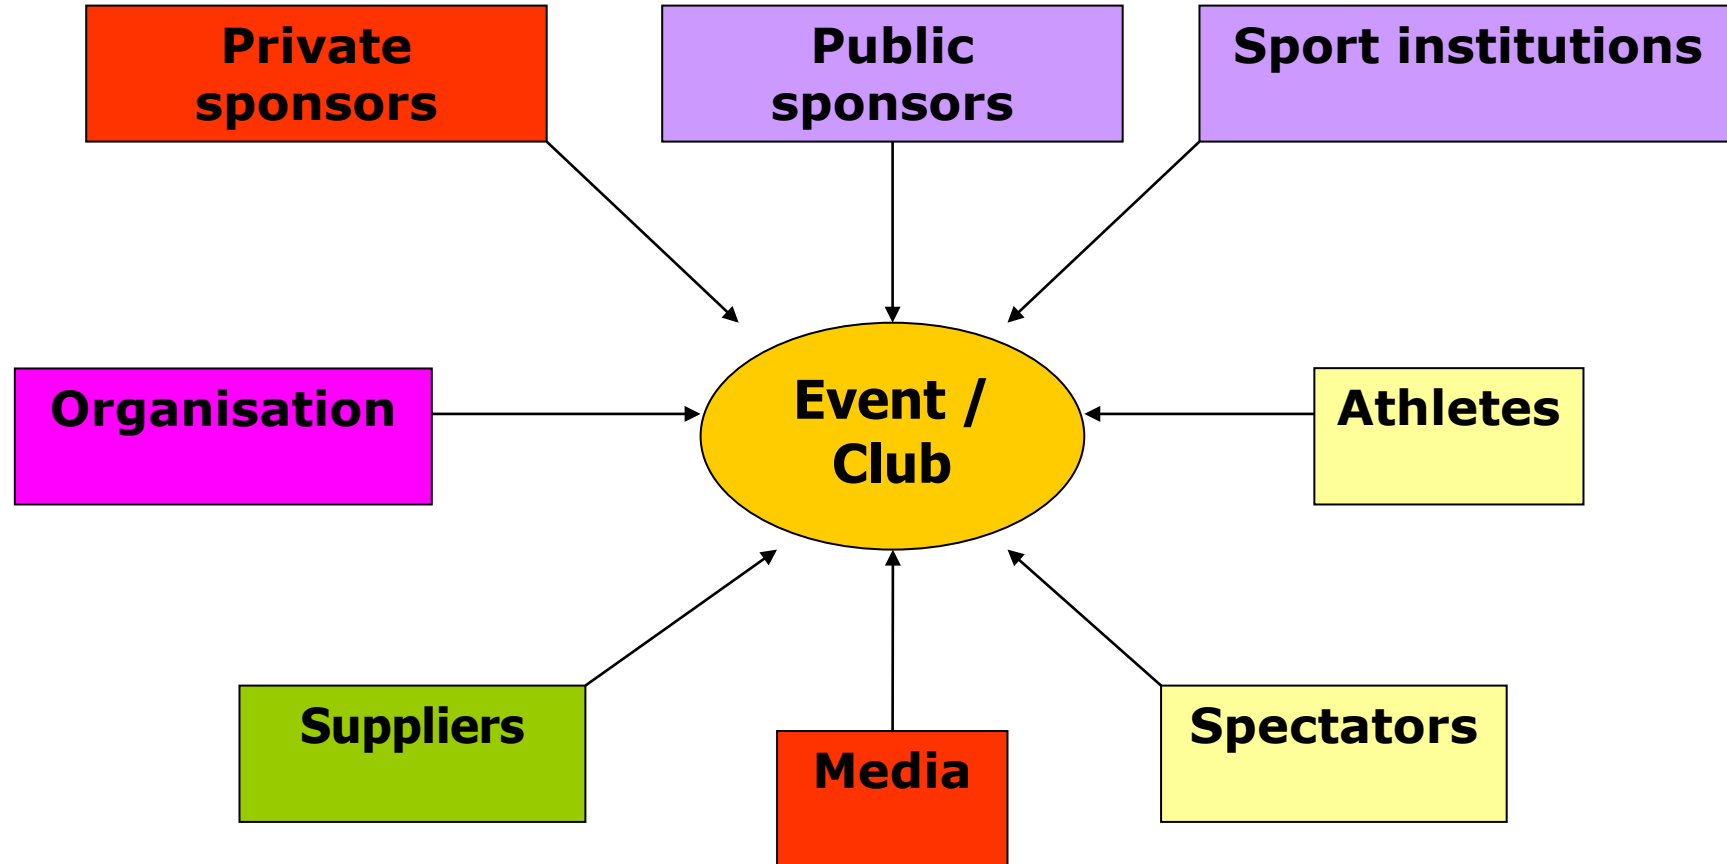 Private
sponsors
Public
sponsors
Sport institutions
Organisation
Event /
Club
Athletes
Suppliers
Media
Spectators